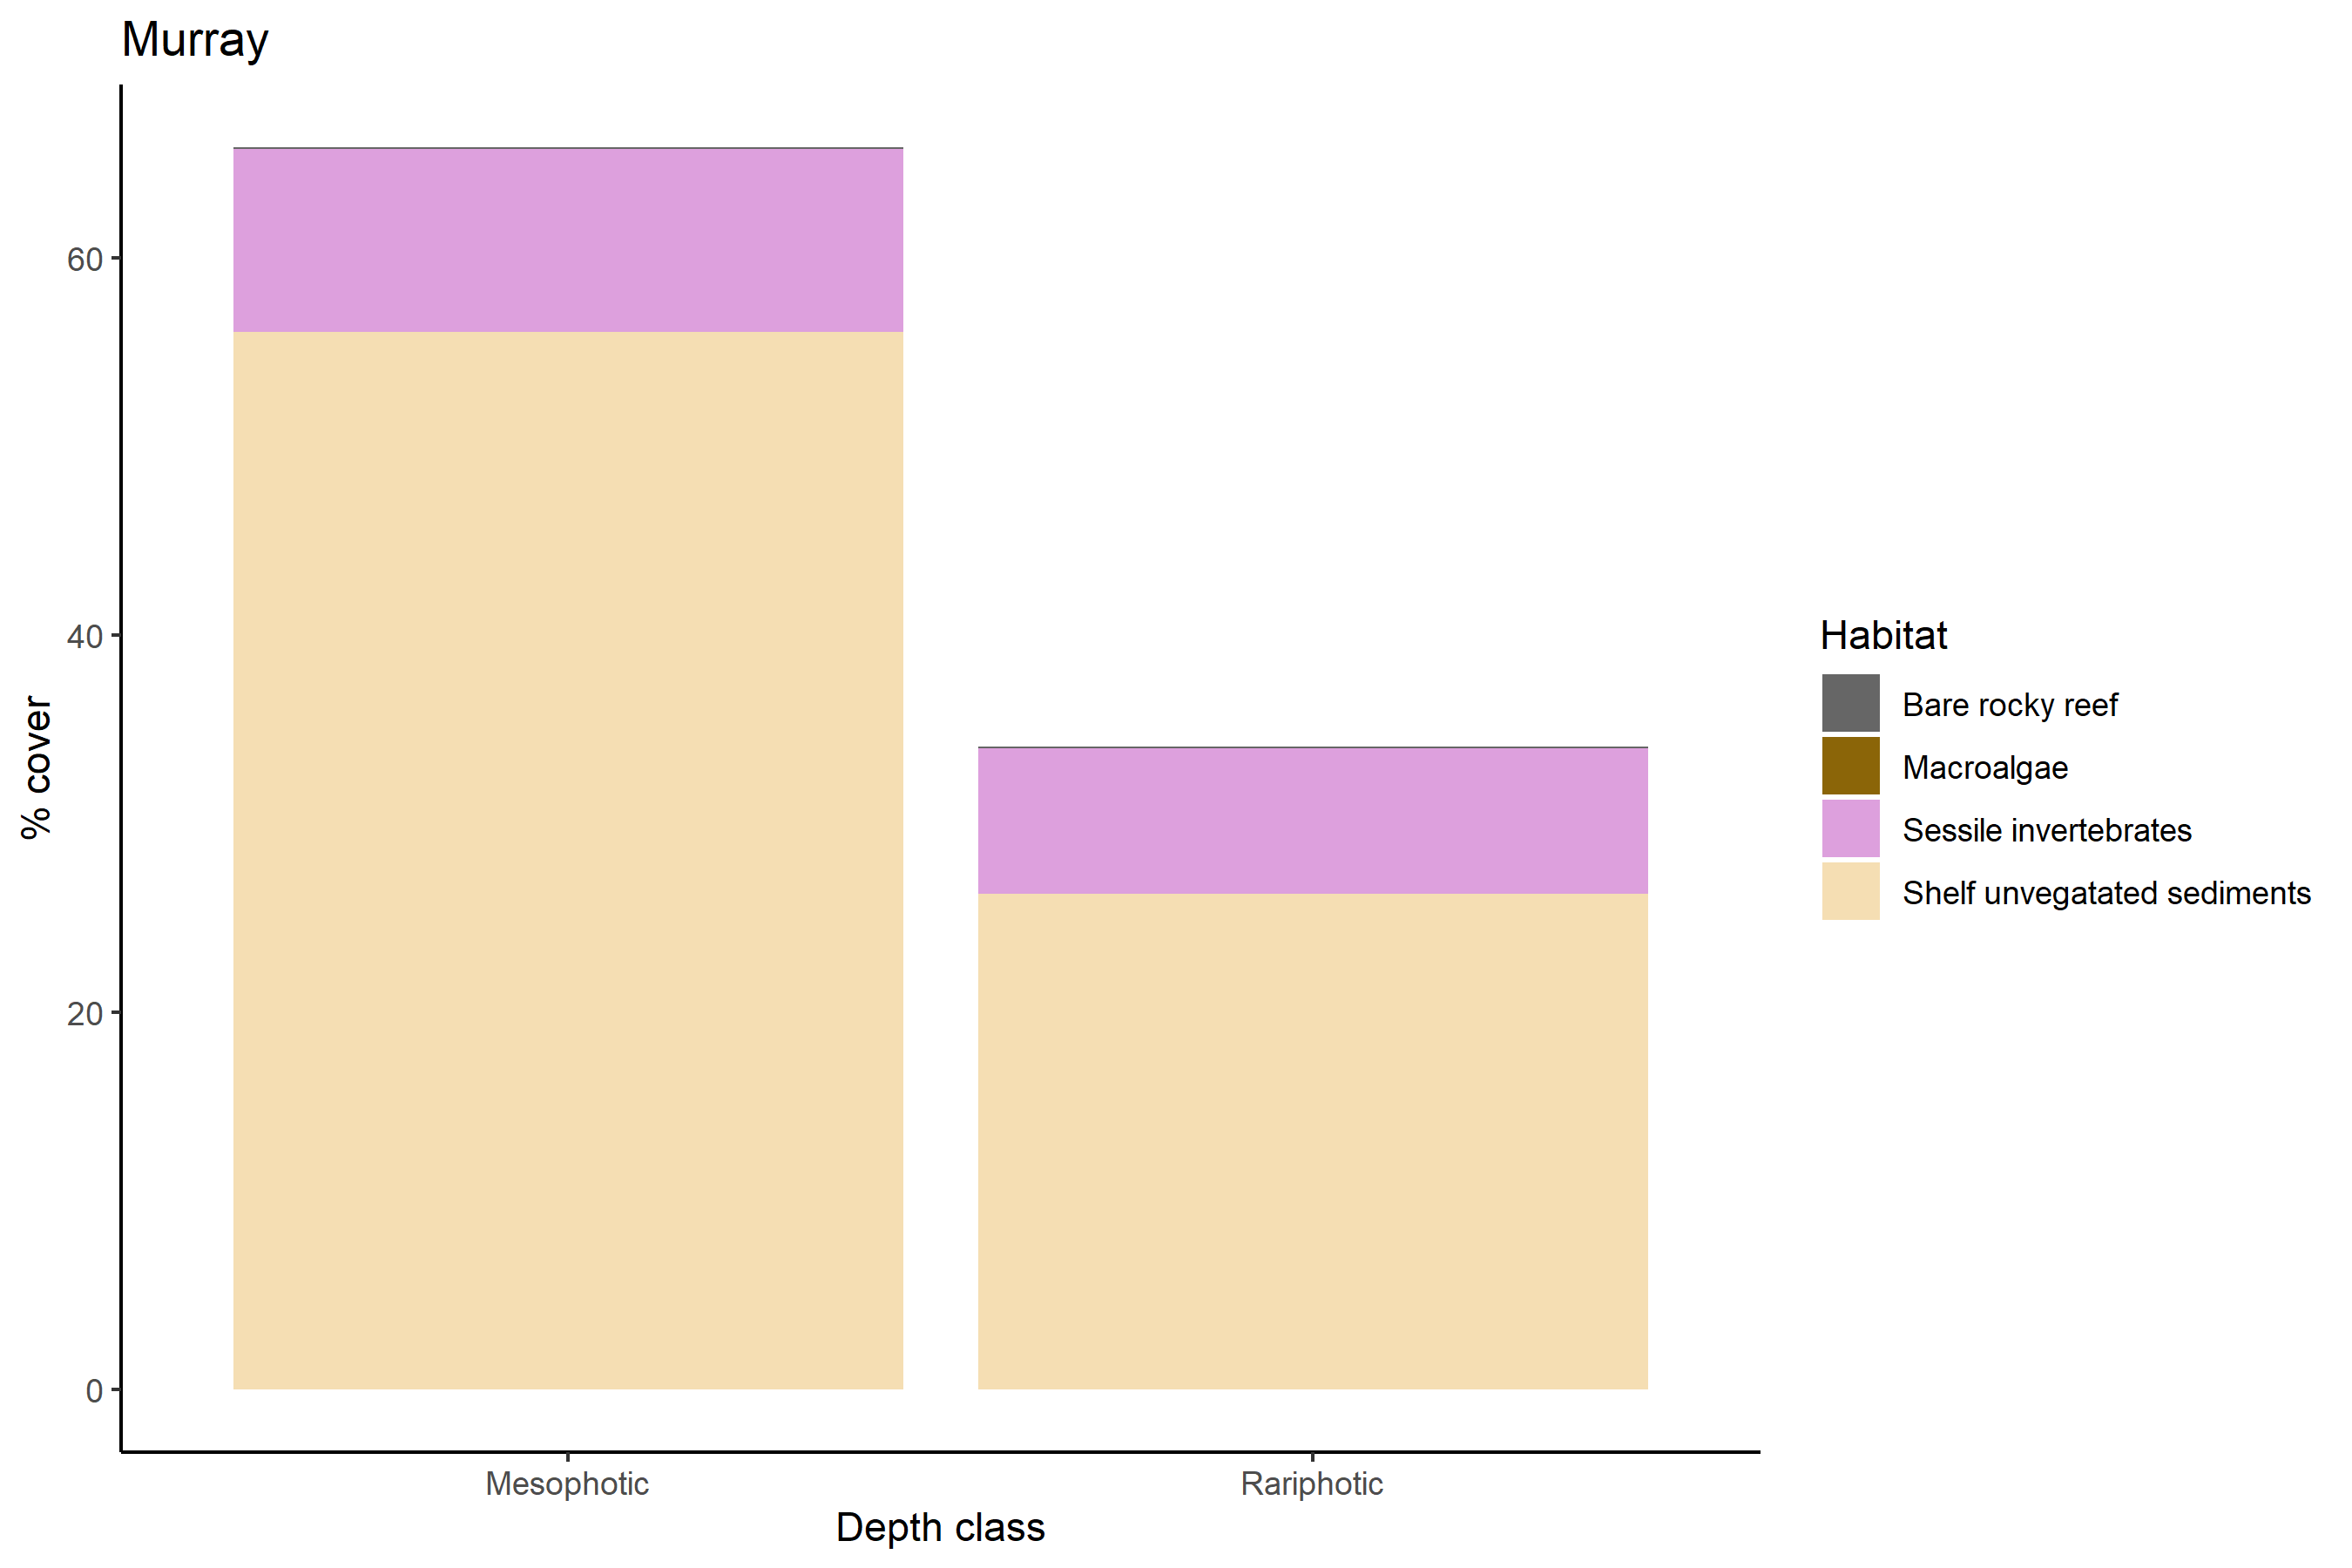 Murray
% cover
60
40
20
0
Mesophotic
Rariphotic
Depth class
Habitat
Bare rocky reef
Macroalgae
Sessile invertebrates
Shelf unvegatated sediments